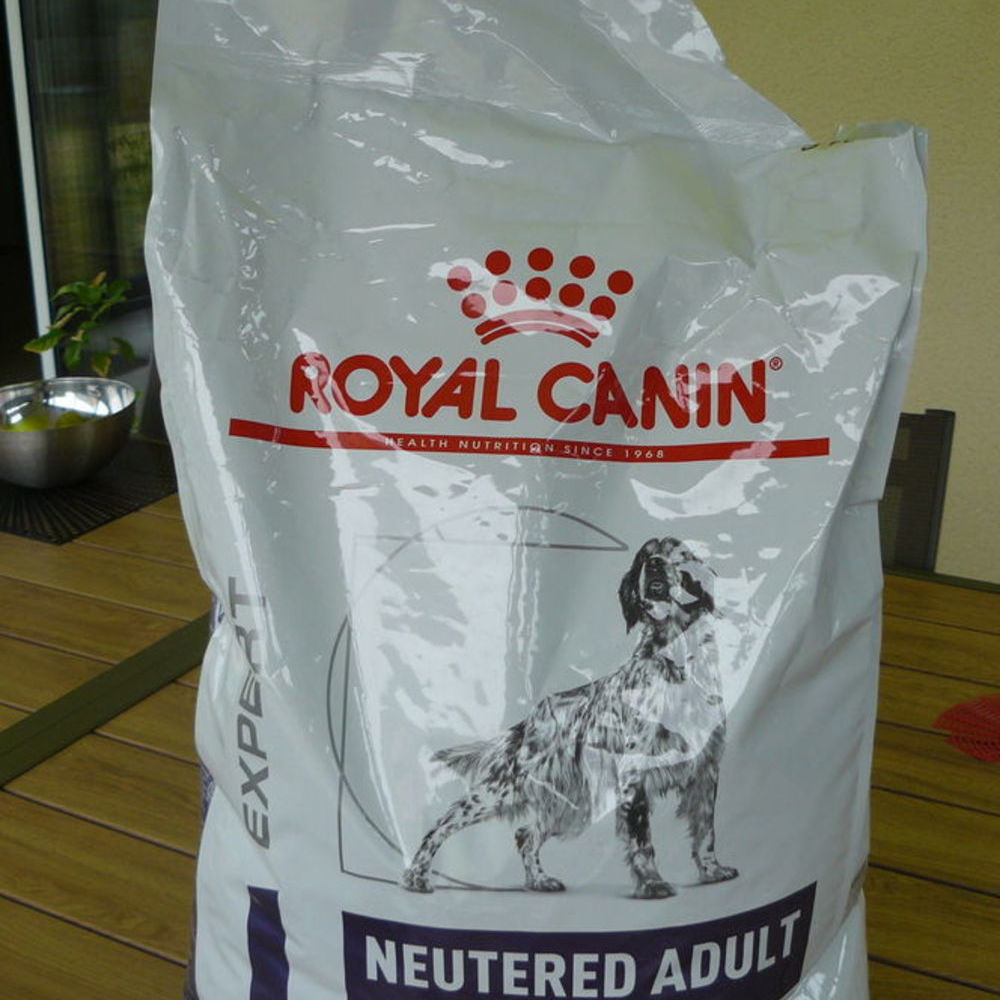 ROYAL CANIN®
HEALTH NUTRITION SINCE 1968
EXPERT
NEUTERED ADULT